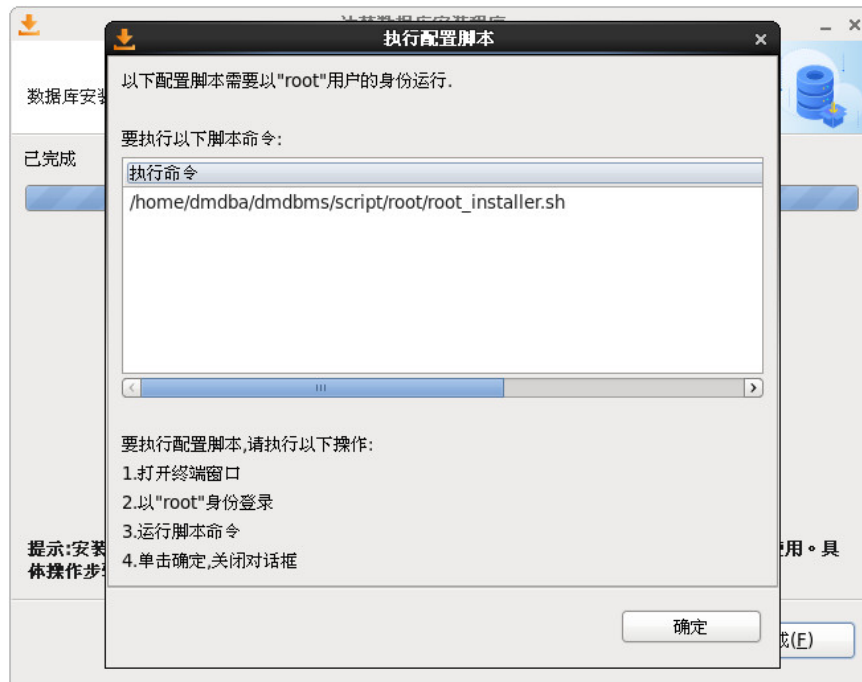 执行配置脚本
数据库安装
以下配置脚本需要以"root"用户的身份运行.
要执行以下脚本命令:
已完成
执行命令
/home/dmdba/dmdbms/script/root/root_installer.sh
要执行配置脚本,请执行以下操作:
1.打开终端窗口
2.以"root"身份登录
3.运行脚本命令
4.单击确定,关闭对话框
提示:安装
用。具
体操作步
确定
(F)